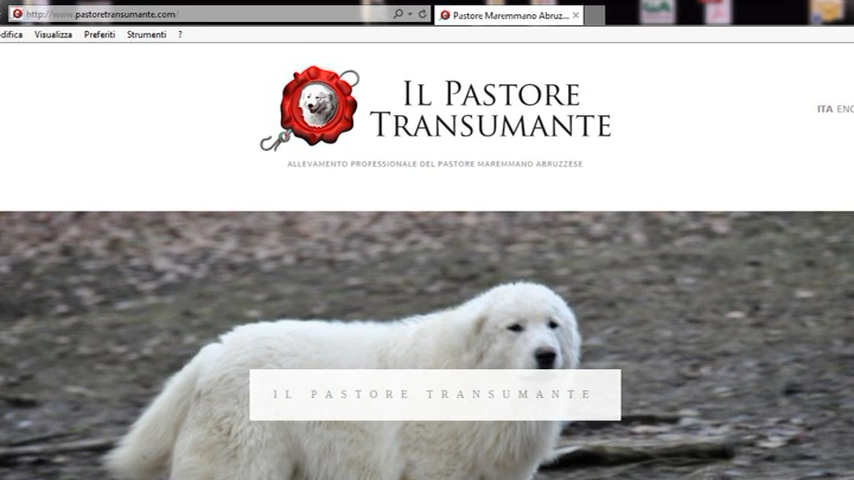 http://www.pastoretransumante.com/
Pastore Maremmano Abruz...
difica Visualizza Preferiti Strumenti ?
IL PASTORE
TRANSUMANTE
ITA ENG
ALLEVAMENTO PROFESSIONALE DEL PASTORE MAREMMANO ABRUZZESE
IL PASTORE TRANSUMANTE